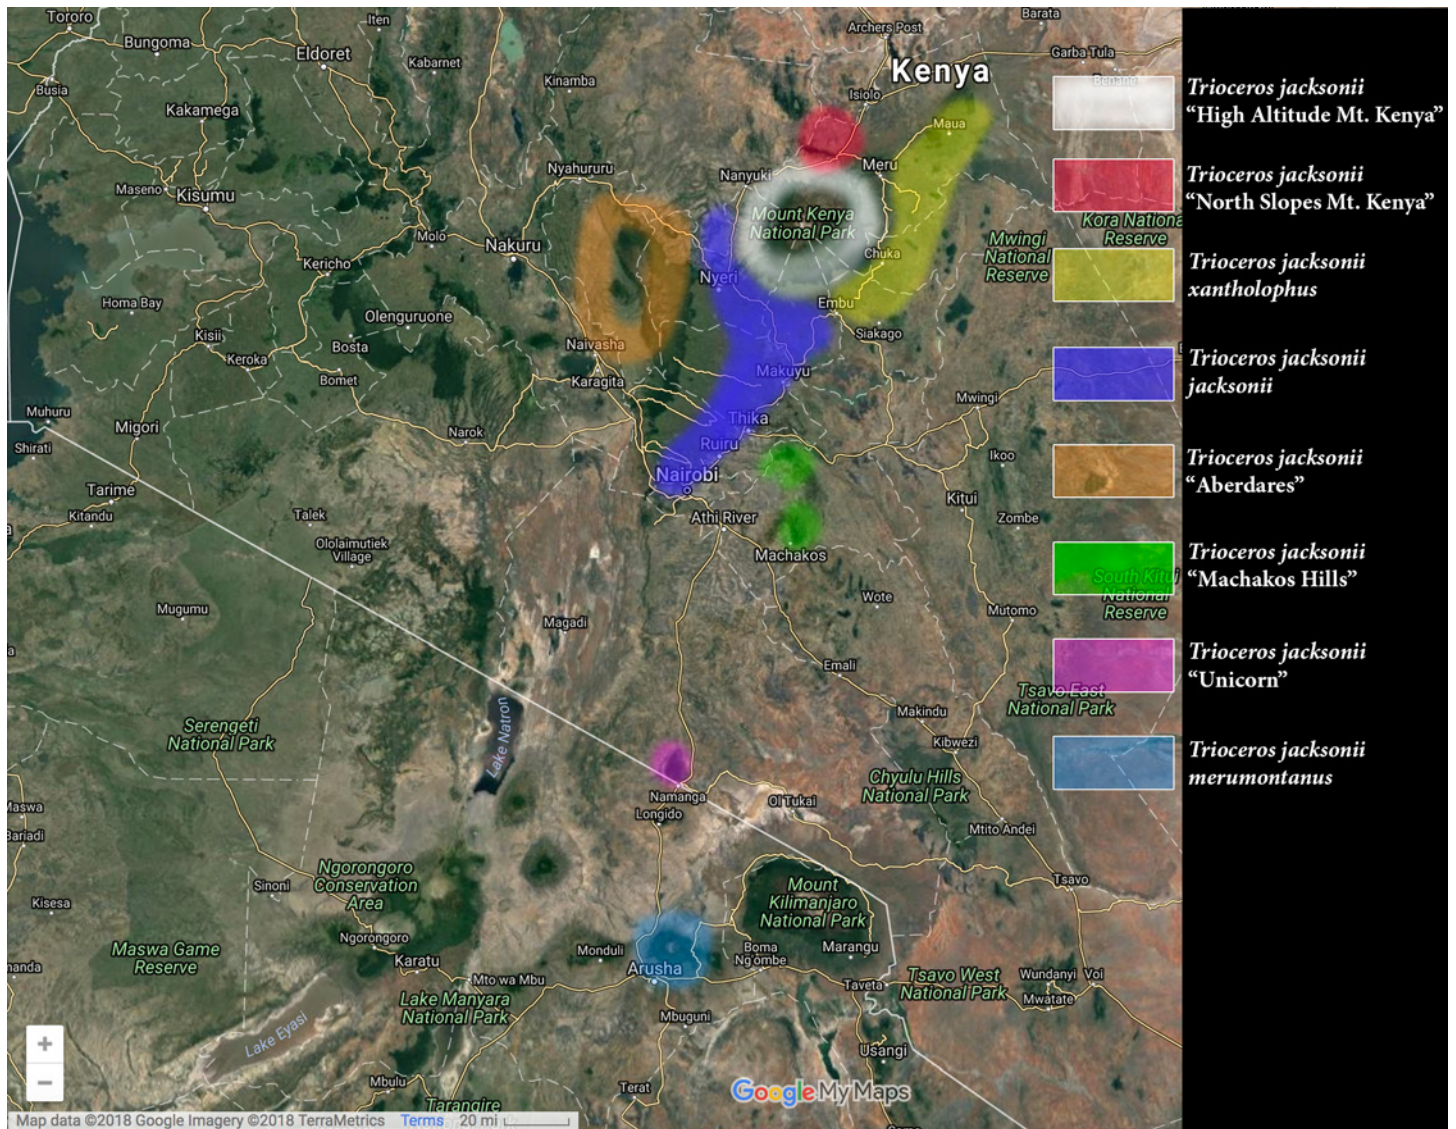 Tororo
Bungoma
Iten
Eldoret
Kabarnet
Kinamba
Archers Post
Barata
Garba Tula
Benane
Kenya
Isiolo
Busia
Kakamega
Maua
Meru
Nyahururu
Nanyuki
Maseno
Kisumu
Mount Kenya
National Park
Molo
Nakuru
Kericho
Chuka
Nyeri
Mwingi
National
Reserve
Kora Nationa
Reserve
Homa Bay
Olenguruone
Embu
Siakago
Kisii
Keroka
Bosta
Bomet
Naivasha
Karagita
Makuyu
Mwingi
Muhuru
Migori
Shirati
Narok
Thika
Ruiru
Nairobi
Ikoo
Kitui
Zombe
Tarime
Kitandu
a
Talek
Ololaimutiek
Village
Athi River
Machakos
South Kitui
National
Reserve
Mugumu
Magadi
Wote
Mutomo
a
Emali
Tsavo East
National Park
Makindu
Kibwezi
Serengeti
National Park
Lake Natron
Chyulu Hills
National Park
Namanga
Longido
Ol Tukai
Mtito Andei
Maswa
Bariadi
Ngorongoro
Conservation
Area
Sinoni
Kisesa
Mount
Kilimanjaro
National Park
Tsavo
Maswa Game
Reserve
Ngorongoro
Karatu
Monduli
Arusha
Boma
Ng'ombe
Marangu
Taveta
Tsavo West
National Park
Wundanyi
Voi
Mwatate
nanda
Mto wa Mbu
Lake Manyara
National Park
Mbuguni
Lake Eyasi
Usangi
Mbulu
Terat
Tarangire
+
−
Google My Maps
Map data ©2018 Google Imagery ©2018 TerraMetrics
Terms
20 mi
Trioceros jacksonii
“High Altitude Mt. Kenya”
Trioceros jacksonii
“North Slopes Mt. Kenya”
Trioceros jacksonii
xantholophus
Trioceros jacksonii
jacksonii
Trioceros jacksonii
“Aberdares”
Trioceros jacksonii
“Machakos Hills”
Trioceros jacksonii
“Unicorn”
Trioceros jacksonii
merumontanus